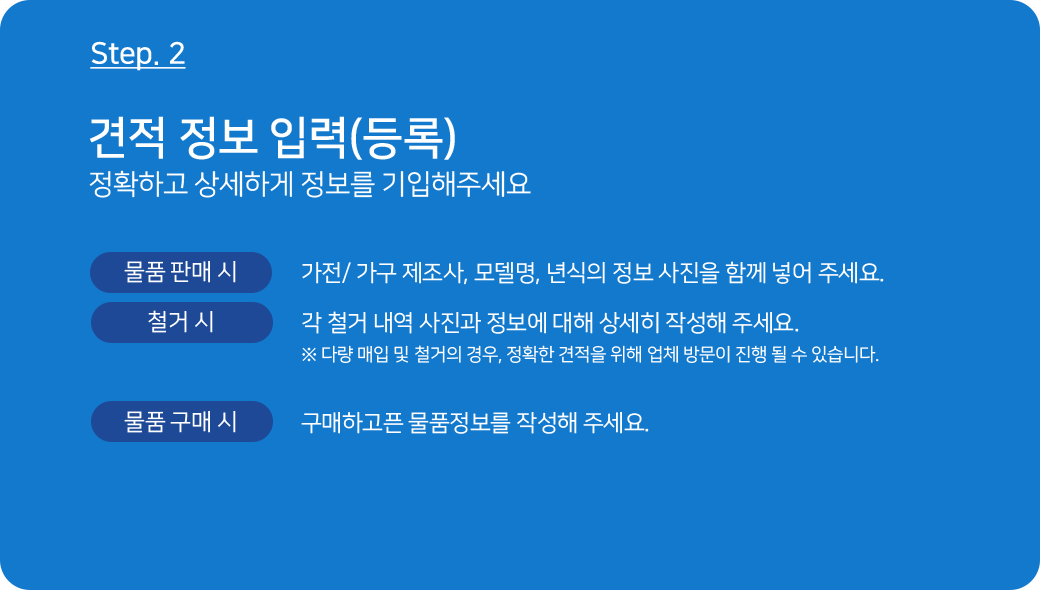 Step. 2
견적 정보 입력(등록)
정확하고 상세하게 정보를 기입해주세요
물품 판매 시 가전/ 가구 제조사, 모델명, 년식의 정보 사진을 함께 넣어 주세요.
철거 시 각 철거 내역 사진과 정보에 대해 상세히 작성해 주세요.
※ 다량 매입 및 철거의 경우, 정확한 견적을 위해 업체 방문이 진행 될 수 있습니다.
물품 구매 시 구매하고픈 물품정보를 작성해 주세요.